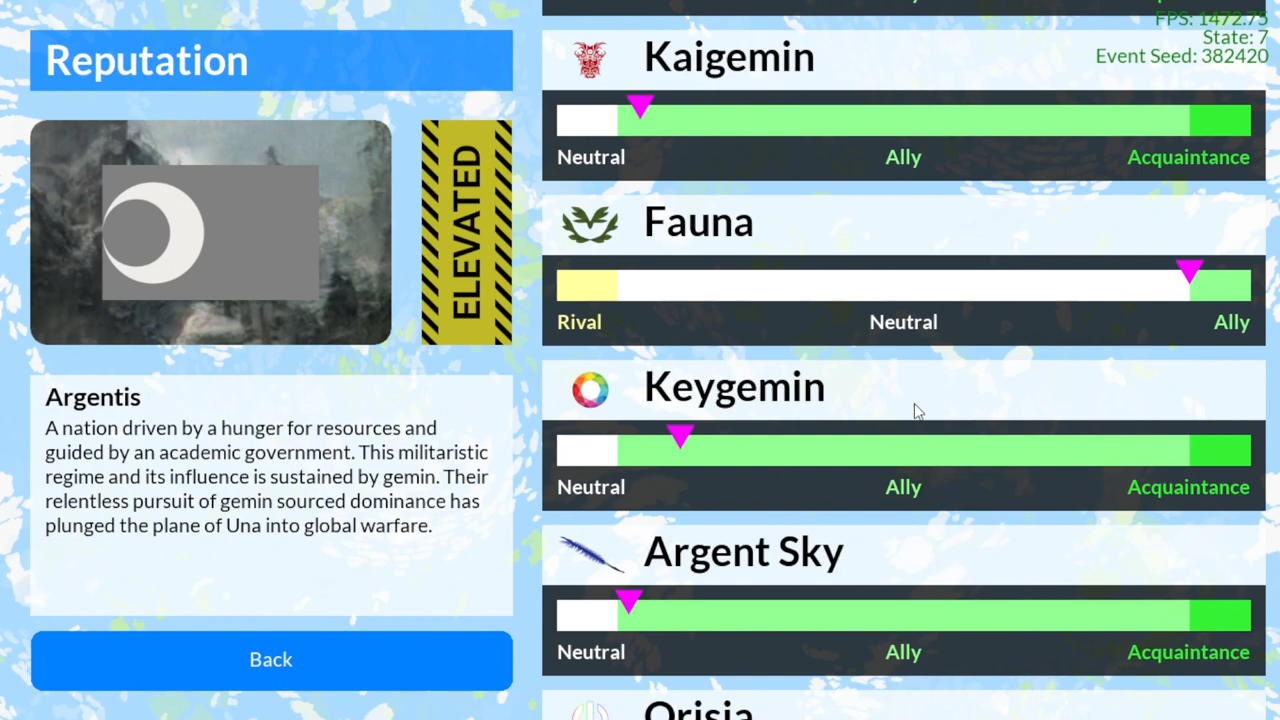 Reputation
ELEVATED
Argentis
A nation driven by a hunger for resources and
guided by an academic government. This militaristic
regime and its influence is sustained by gemin. Their
relentless pursuit of gemin sourced dominance has
plunged the plane of Una into global warfare.
Back
Ally
FPS: 1472.75
State: 7
Event Seed: 382420
Kaigemin
Neutral Ally Acquaintance
Fauna
Rival Neutral Ally
Keygemin
Neutral Ally Acquaintance
Argent Sky
Neutral Ally Acquaintance
Orisia